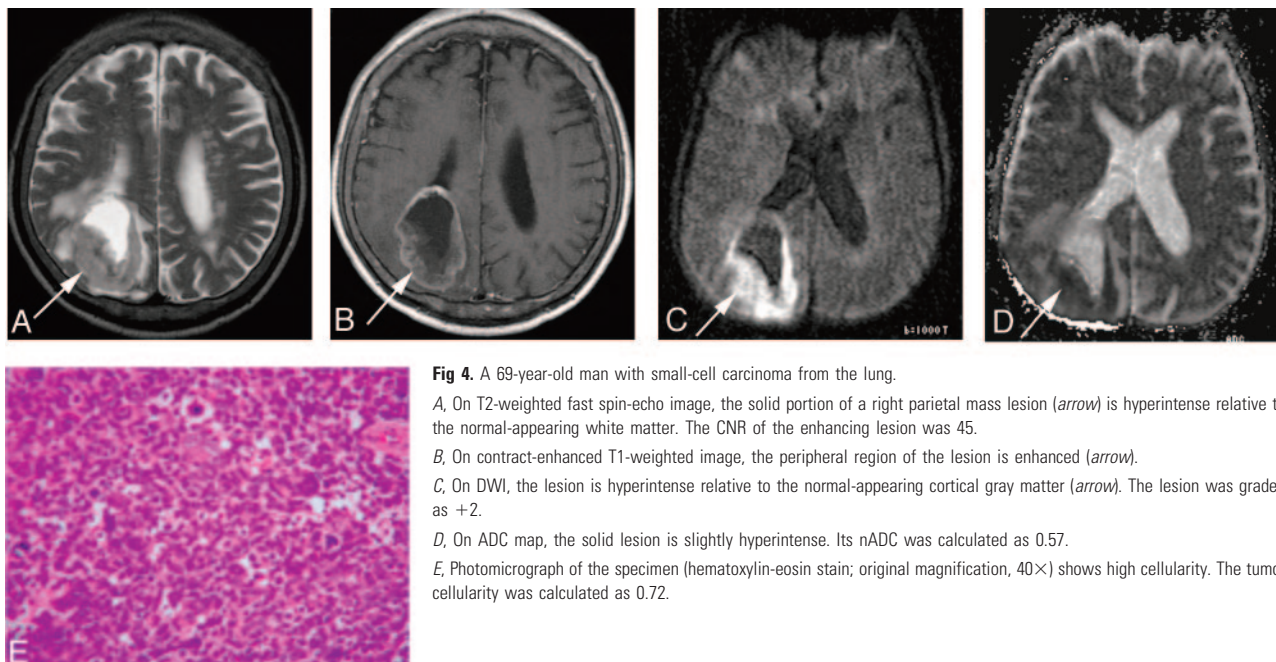 A
B
C
b=1000 T
D
ADC
E
Fig 4. A 69-year-old man with small-cell carcinoma from the lung.
A, On T2-weighted fast spin-echo image, the solid portion of a right parietal mass lesion (arrow) is hyperintense relative t
the normal-appearing white matter. The CNR of the enhancing lesion was 45.
B, On contract-enhanced T1-weighted image, the peripheral region of the lesion is enhanced (arrow).
C, On DWI, the lesion is hyperintense relative to the normal-appearing cortical gray matter (arrow). The lesion was grade
as +2.
D, On ADC map, the solid lesion is slightly hyperintense. Its nADC was calculated as 0.57.
E, Photomicrograph of the specimen (hematoxylin-eosin stain; original magnification, 40×) shows high cellularity. The tumo
cellularity was calculated as 0.72.